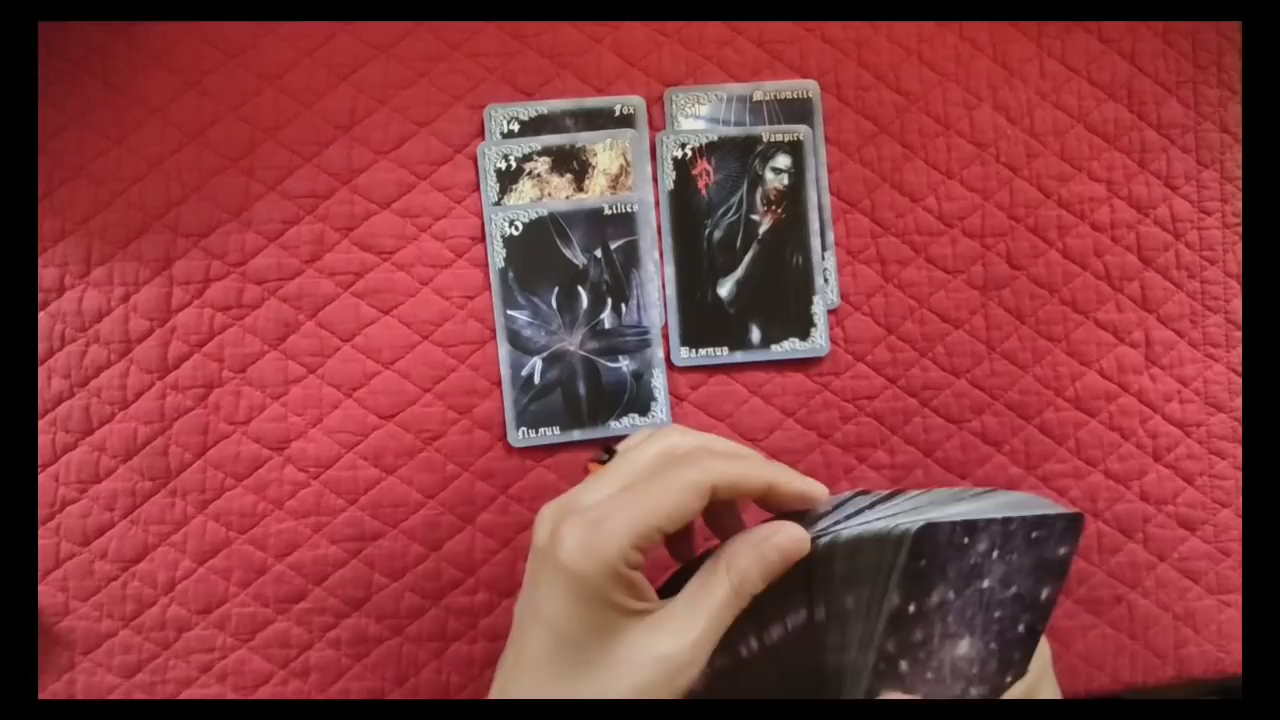 Fox
14
43
Lilies
30
Лилии
Marionette
Vampire
45
Вампир